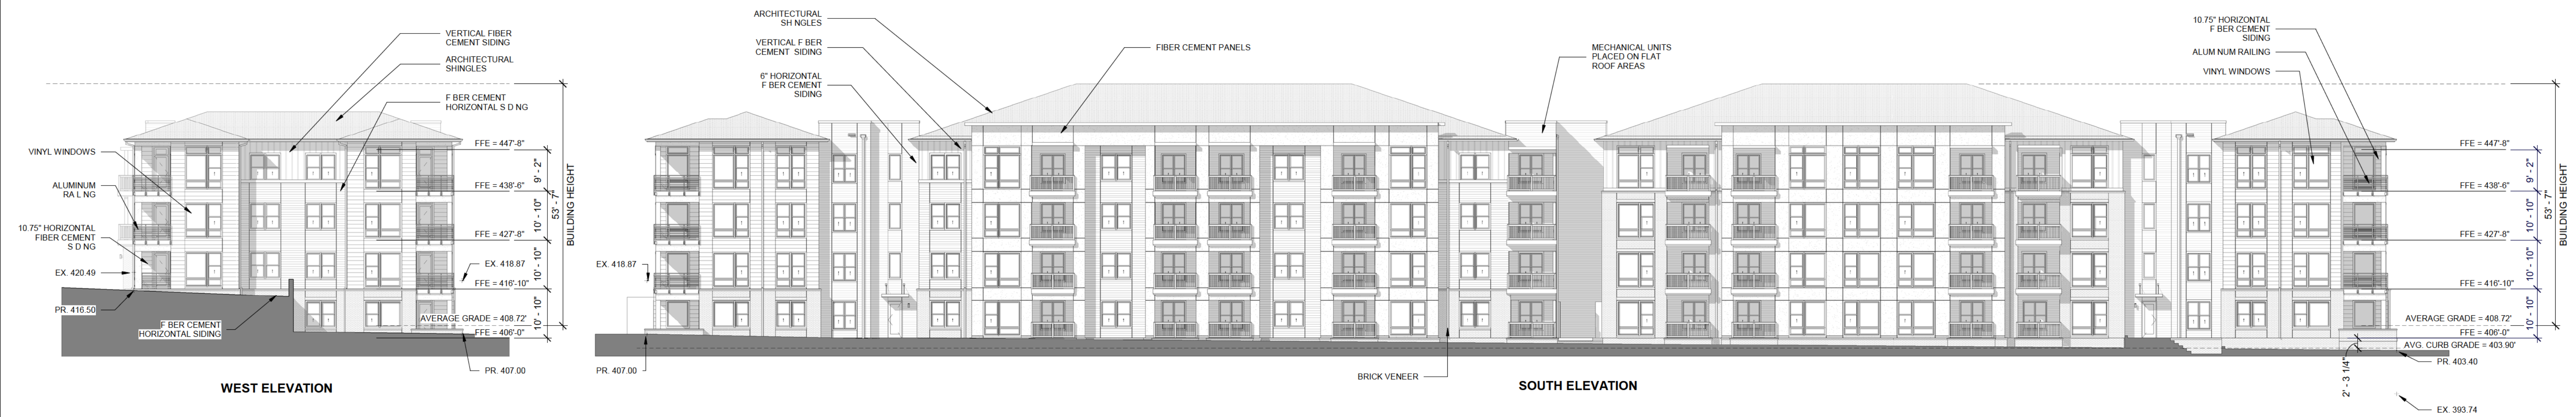 VERTICAL FIBER
CEMENT SIDING
ARCHITECTURAL
SHINGLES
F BER CEMENT
HORIZONTAL S D NG
VINYL WINDOWS
ALUMINUM
RA L NG
10.75" HORIZONTAL
FIBER CEMENT
S D NG
EX. 420.49
PR. 416.50
F BER CEMENT
HORIZONTAL SIDING
FFE = 447'-8"
FFE = 438'-6"
FFE = 427'-8"
EX. 418.87
FFE = 416'-10"
AVERAGE GRADE = 408.72'
FFE = 406'-0"
PR. 407.00
9' - 2"
10' - 10"
10' - 10"
10' - 10"
53' - 7"
BUILDING HEIGHT
WEST ELEVATION
ARCHITECTURAL
SH NGLES
VERTICAL F BER
CEMENT  SIDING
6" HORIZONTAL
F BER CEMENT
SIDING
FIBER CEMENT PANELS
MECHANICAL UNITS
PLACED ON FLAT
ROOF AREAS
10.75" HORIZONTAL
F BER CEMENT
SIDING
ALUM NUM RAILING
VINYL WINDOWS
EX. 418.87
PR. 407.00
BRICK VENEER
FFE = 447'-8"
FFE = 438'-6"
FFE = 427'-8"
FFE = 416'-10"
AVERAGE GRADE = 408.72'
FFE = 406'-0"
AVG. CURB GRADE = 403.90'
PR. 403.40
EX. 393.74
9' - 2"
10' - 10"
10' - 10"
10' - 10"
53' - 7"
BUILDING HEIGHT
2' - 3 1/4"
SOUTH ELEVATION